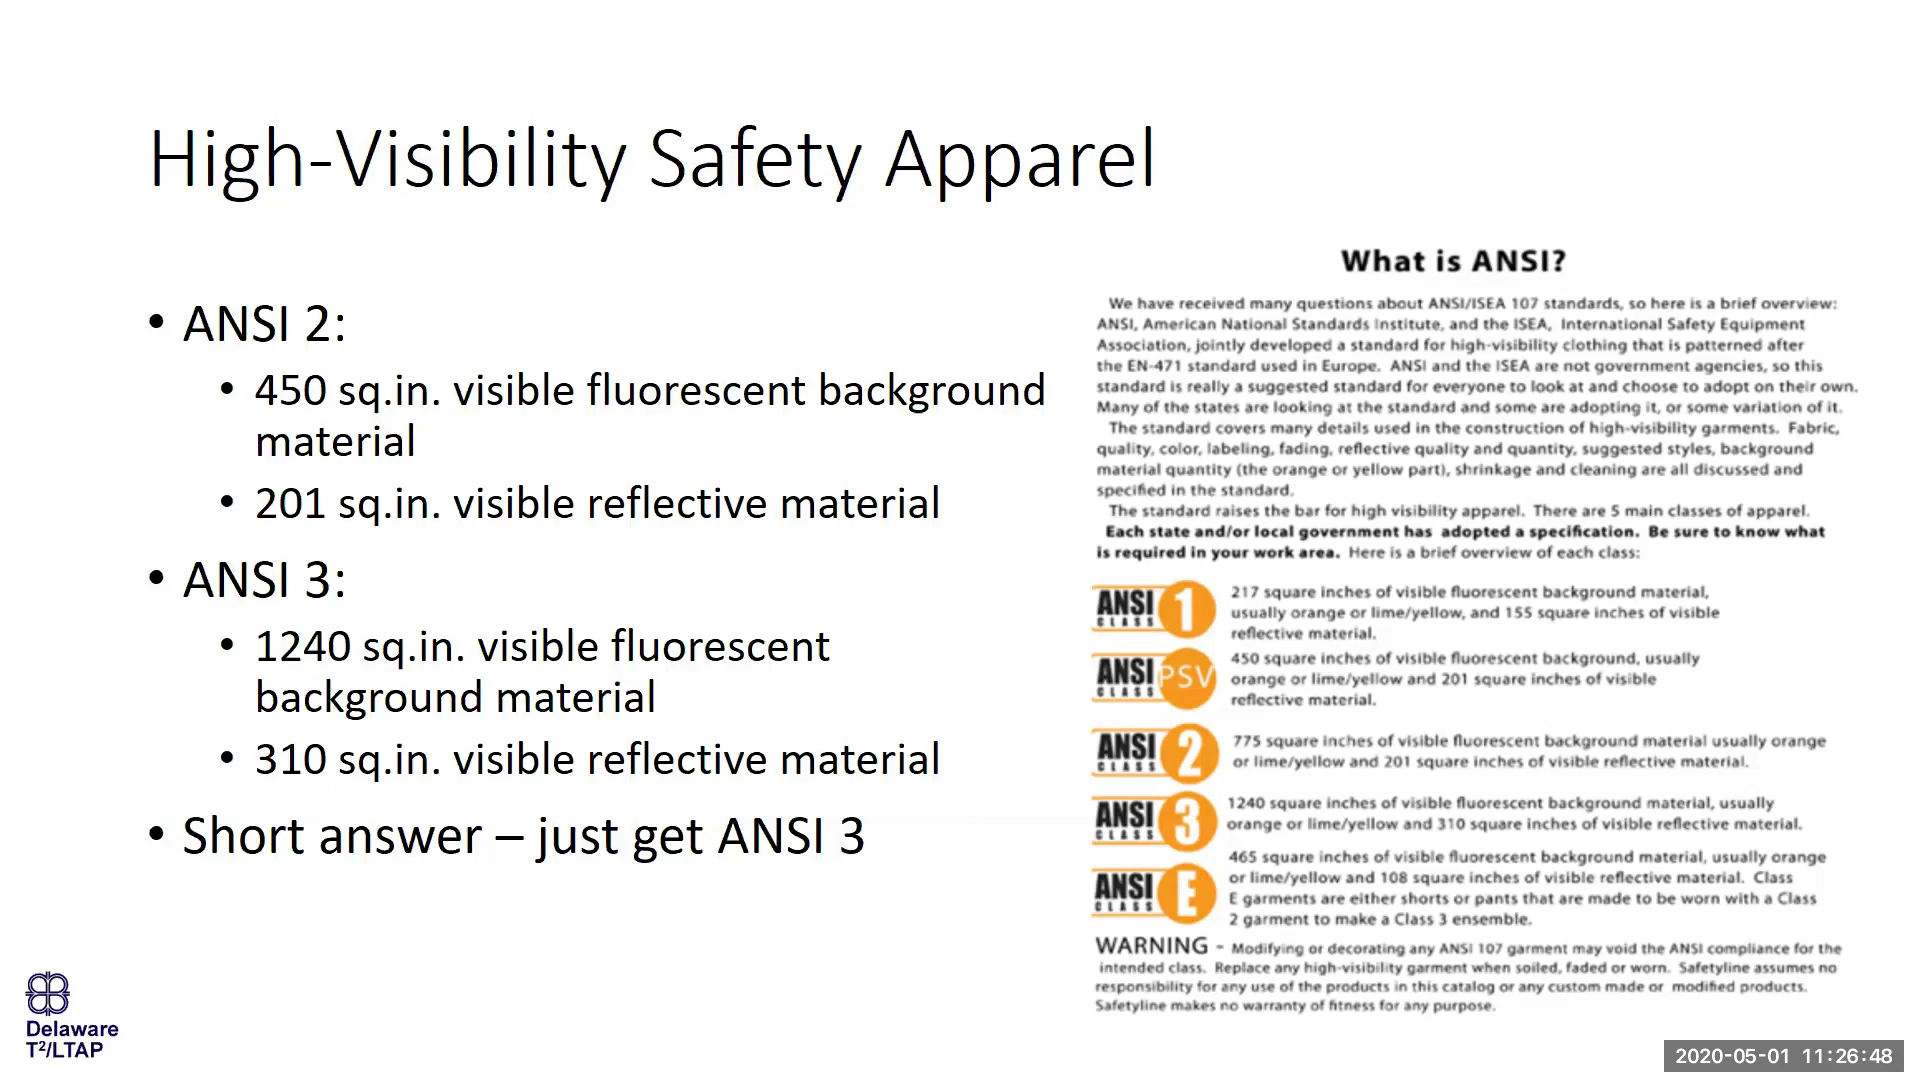 High-Visibility Safety Apparel
• ANSI 2:
• 450 sq.in. visible fluorescent background
material
• 201 sq.in. visible reflective material
• ANSI 3:
• 1240 sq.in. visible fluorescent
background material
• 310 sq.in. visible reflective material
• Short answer – just get ANSI 3
What is ANSI?
We have received many questions about ANSI/ISEA 107 standards, so here is a brief overview:
ANSI, American National Standards Institute, and the ISEA, International Safety Equipment
Association, jointly developed a standard for high-visibility clothing that is patterned after
the EN-471 standard used in Europe. ANSI and the ISEA are not government agencies, so this
standard is really a suggested standard for everyone to look at and choose to adopt on their own.
Many of the states are looking at the standard and some are adopting it, or some variation of it.
The standard covers many details used in the construction of high-visibility garments. Fabric,
quality, color, labeling, fading, reflective quality and quantity, suggested styles, background
material quantity (the orange or yellow part), shrinkage and cleaning are all discussed and
specified in the standard.
The standard raises the bar for high visibility apparel. There are 5 main classes of apparel.
Each state and/or local government has adopted a specification. Be sure to know what
is required in your work area. Here is a brief overview of each class:
ANSI CLASS 1
217 square inches of visible fluorescent background material,
usually orange or lime/yellow, and 155 square inches of visible
reflective material.
ANSI CLASS PSV
450 square inches of visible fluorescent background, usually
orange or lime/yellow and 201 square inches of visible
reflective material.
ANSI CLASS 2
775 square inches of visible fluorescent background material usually orange
or lime/yellow and 201 square inches of visible reflective material.
ANSI CLASS 3
1240 square inches of visible fluorescent background material, usually
orange or lime/yellow and 310 square inches of visible reflective material.
ANSI CLASS E
465 square inches of visible fluorescent background material, usually orange
or lime/yellow and 108 square inches of visible reflective material. Class
E garments are either shorts or pants that are made to be worn with a Class
2 garment to make a Class 3 ensemble.
WARNING - Modifying or decorating any ANSI 107 garment may void the ANSI compliance for the
intended class. Replace any high-visibility garment when soiled, faded or worn. Safetyline assumes no
responsibility for any use of the products in this catalog or any custom made or modified products.
Safetyline makes no warranty of fitness for any purpose.
Delaware
T²/LTAP
2020-05-01 11:26:48